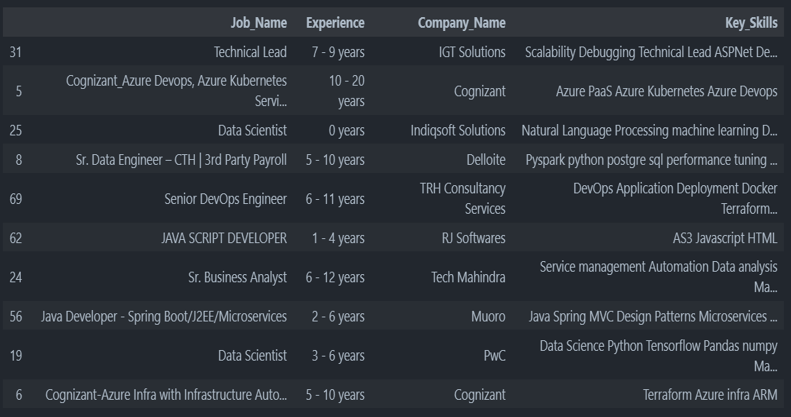 Job_Name Experience Company_Name Key_Skills
31 Technical Lead 7 - 9 years IGT Solutions Scalability Debugging Technical Lead ASPNet De...
5 Cognizant_Azure Devops, Azure Kubernetes Servi... 10 - 20 years Cognizant Azure PaaS Azure Kubernetes Azure Devops
25 Data Scientist 0 years Indiqsoft Solutions Natural Language Processing machine learning D...
8 Sr. Data Engineer – CTH | 3rd Party Payroll 5 - 10 years Delloite Pyspark python postgre sql performance tuning ...
69 Senior DevOps Engineer 6 - 11 years TRH Consultancy Services DevOps Application Deployment Docker Terraform...
62 JAVA SCRIPT DEVELOPER 1 - 4 years RJ Softwares AS3 Javascript HTML
24 Sr. Business Analyst 6 - 12 years Tech Mahindra Service management Automation Data analysis Ma...
56 Java Developer - Spring Boot/J2EE/Microservices 2 - 6 years Muoro Java Spring MVC Design Patterns Microservices ...
19 Data Scientist 3 - 6 years PwC Data Science Python Tensorflow Pandas numpy Ma...
6 Cognizant-Azure Infra with Infrastructure Auto... 5 - 10 years Cognizant Terraform Azure infra ARM